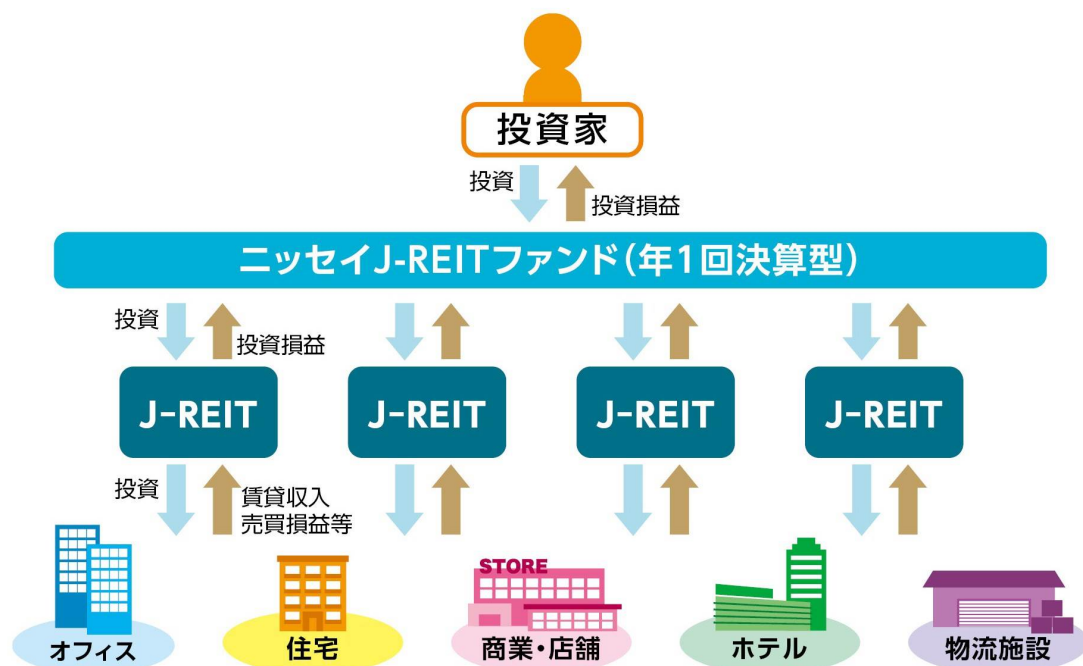 投資家
投資
投資損益
ニッセイJ-REITファンド（年1回決算型）
投資
投資損益
J-REIT
J-REIT
J-REIT
J-REIT
投資
賃貸収入
売買損益等
STORE
オフィス
住宅
商業・店舗
ホテル
物流施設